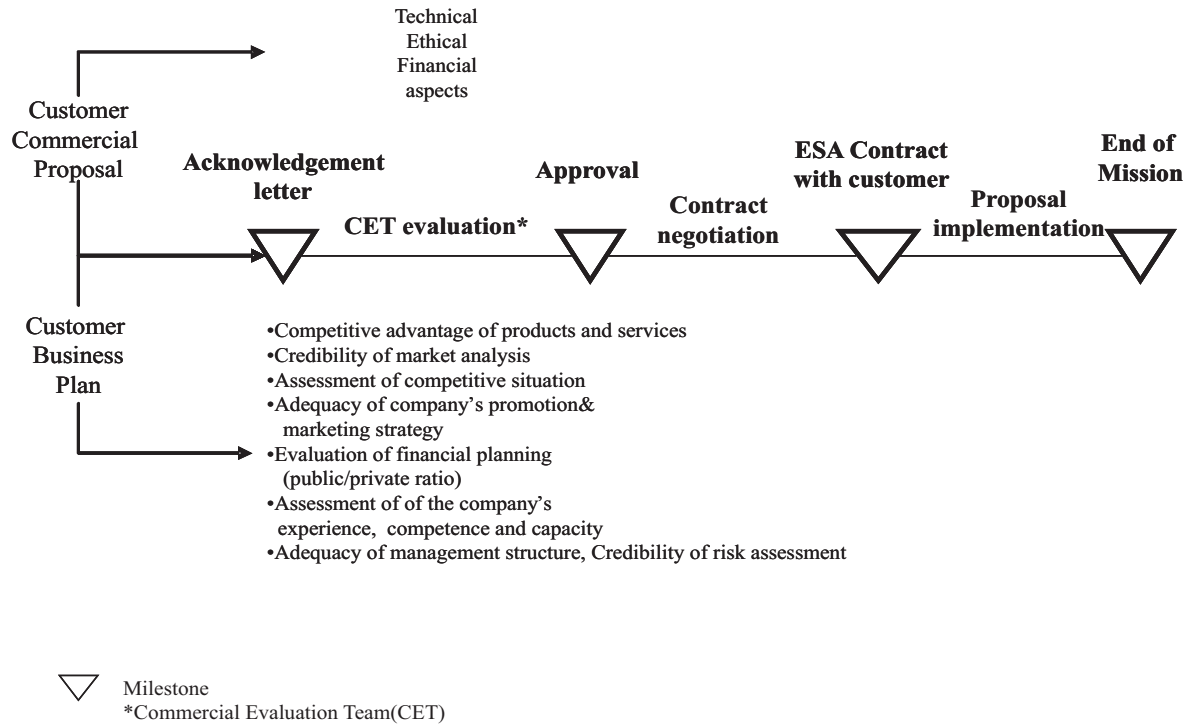 Technical
Ethical
Financial
aspects
Customer
Commercial
Proposal
Acknowledgement
letter
CET evaluation*
Approval
Contract
negotiation
ESA Contract
with customer
Proposal
implementation
End of
Mission
Customer
Business
Plan
•Competitive advantage of products and services
•Credibility of market analysis
•Assessment of competitive situation
•Adequacy of company's promotion&
marketing strategy
•Evaluation of financial planning
(public/private ratio)
•Assessment of of the company's
experience, competence and capacity
•Adequacy of management structure, Credibility of risk assessment
Milestone
*Commercial Evaluation Team(CET)